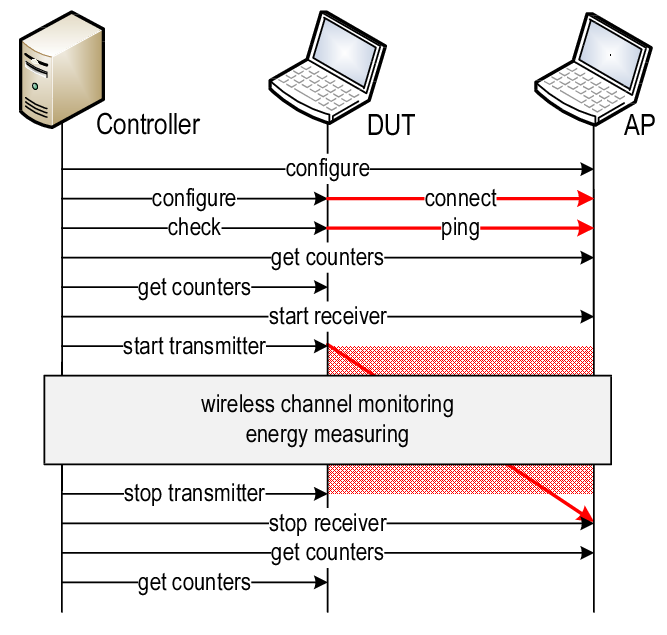 Controller
DUT
AP
configure
configure
connect
check
ping
get counters
get counters
start receiver
start transmitter
wireless channel monitoring
energy measuring
stop transmitter
stop receiver
get counters
get counters